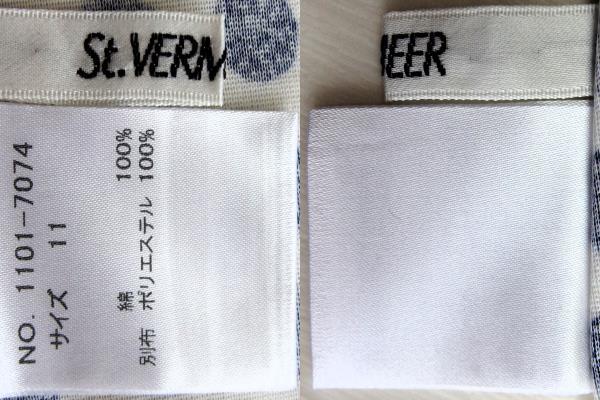 St.VERM
EER
NO. 1101-7074
サイズ 11
綿 100%
別布 ポリエステル 100%